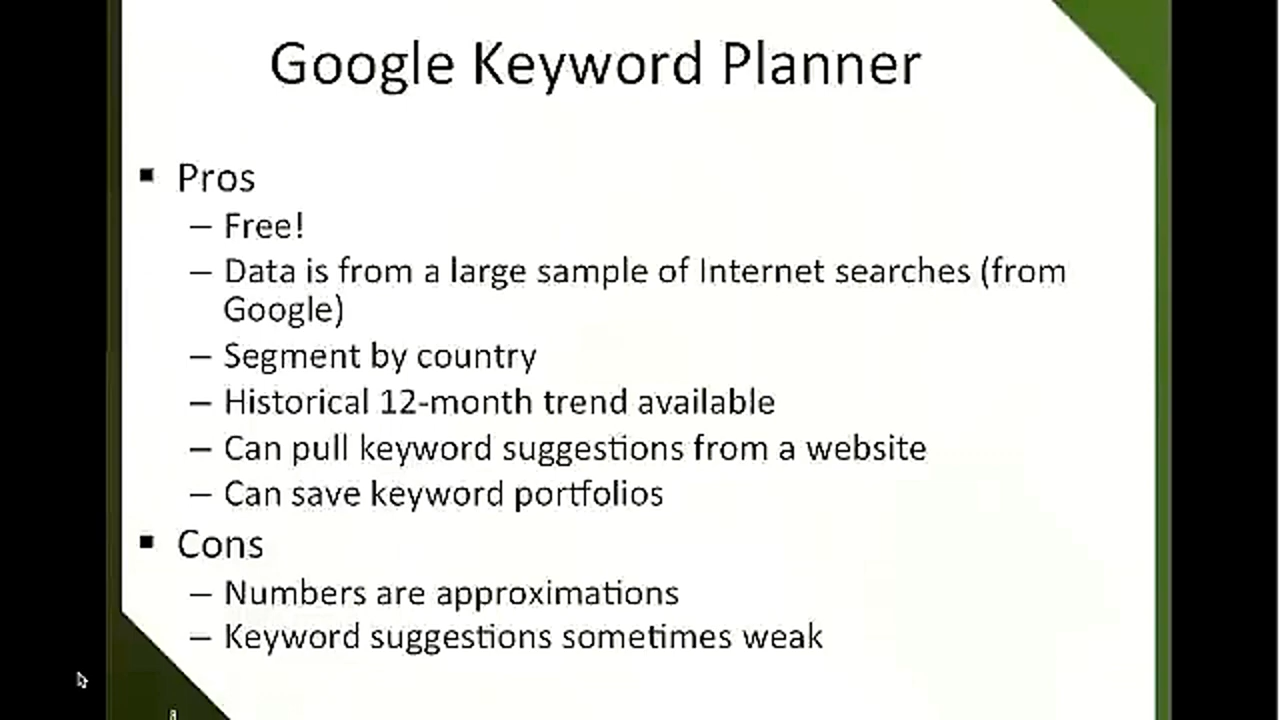 Google Keyword Planner
▪ Pros
– Free!
– Data is from a large sample of Internet searches (from
Google)
– Segment by country
– Historical 12-month trend available
– Can pull keyword suggestions from a website
– Can save keyword portfolios
▪ Cons
– Numbers are approximations
– Keyword suggestions sometimes weak